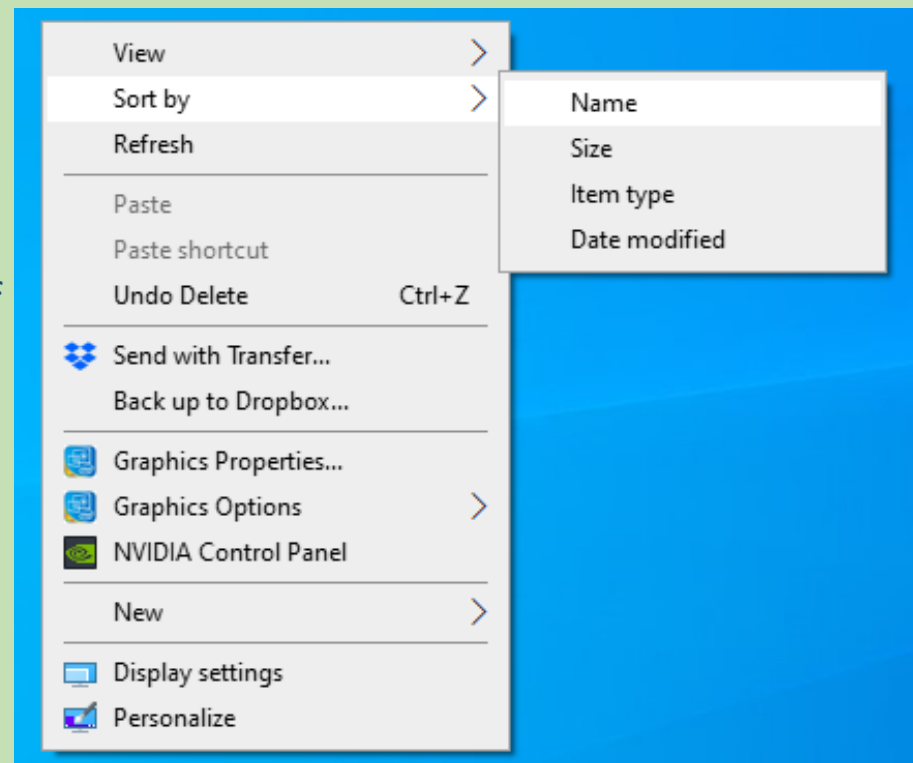 View
Sort by
Refresh
Paste
Paste shortcut
Undo Delete Ctrl+Z
Send with Transfer...
Back up to Dropbox...
Graphics Properties...
Graphics Options
NVIDIA Control Panel
New
Display settings
Personalize
Name
Size
Item type
Date modified